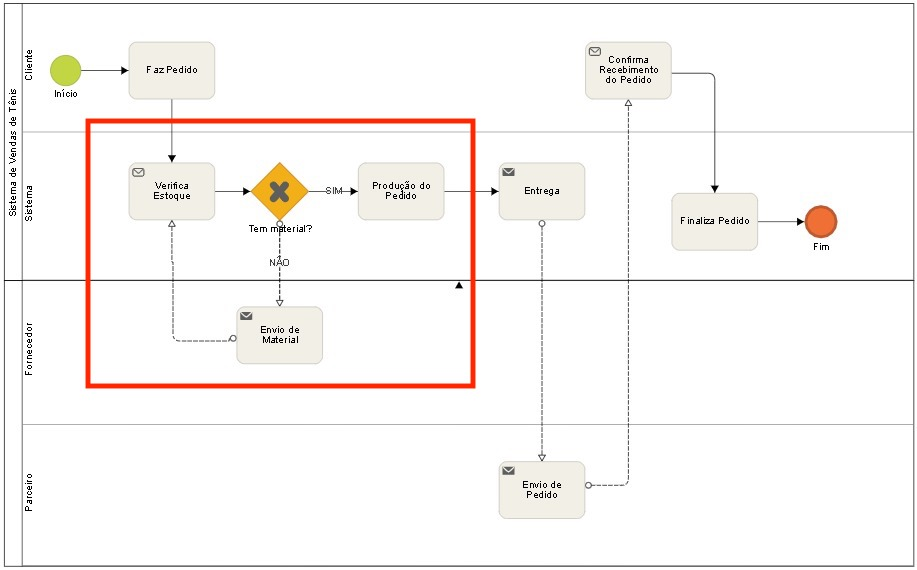 Sistema de Vendas de Tênis
Cliente
Início
Faz Pedido
Confirma
Recebimento
do Pedido
Sistema
Verifica
Estoque
Tem material?
SIM
NÃO
Produção do
Pedido
Entrega
Finaliza Pedido
Fim
Fornecedor
Envio de
Material
Parceiro
Envio de
Pedido